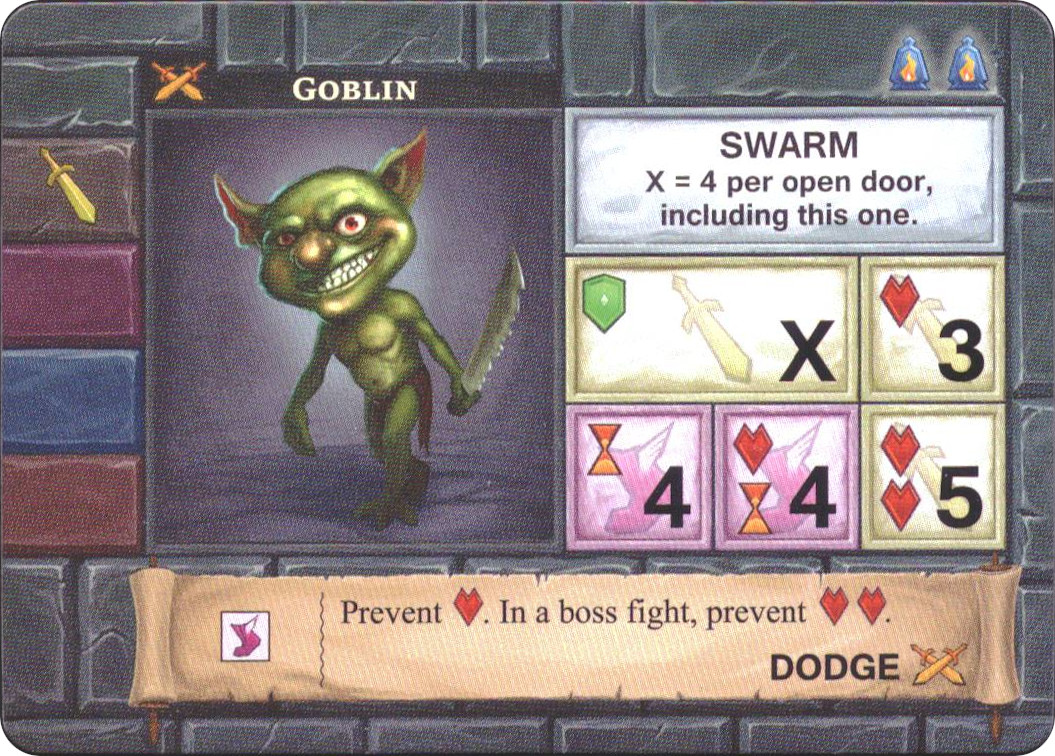 GOBLIN
SWARM
X = 4 per open door,
including this one.
X
3
4
4
5
Prevent . In a boss fight, prevent .
DODGE